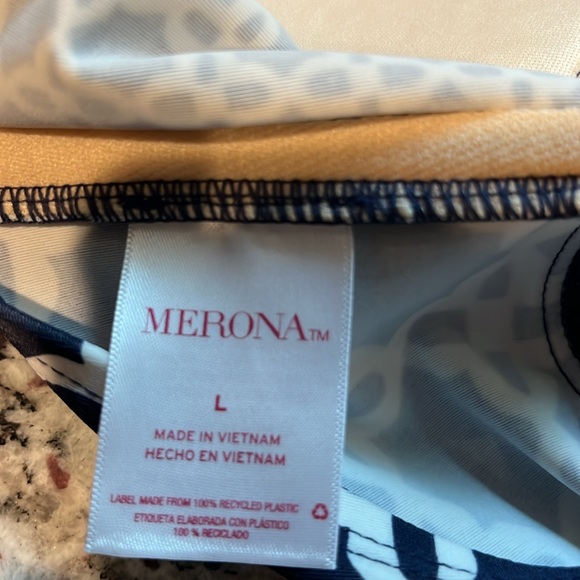 MERONA™
L
MADE IN VIETNAM
HECHO EN VIETNAM
LABEL MADE FROM 100% RECYCLED PLASTIC
ETIQUETA ELABORADA CON PLÁSTICO
100 % RECICLADO